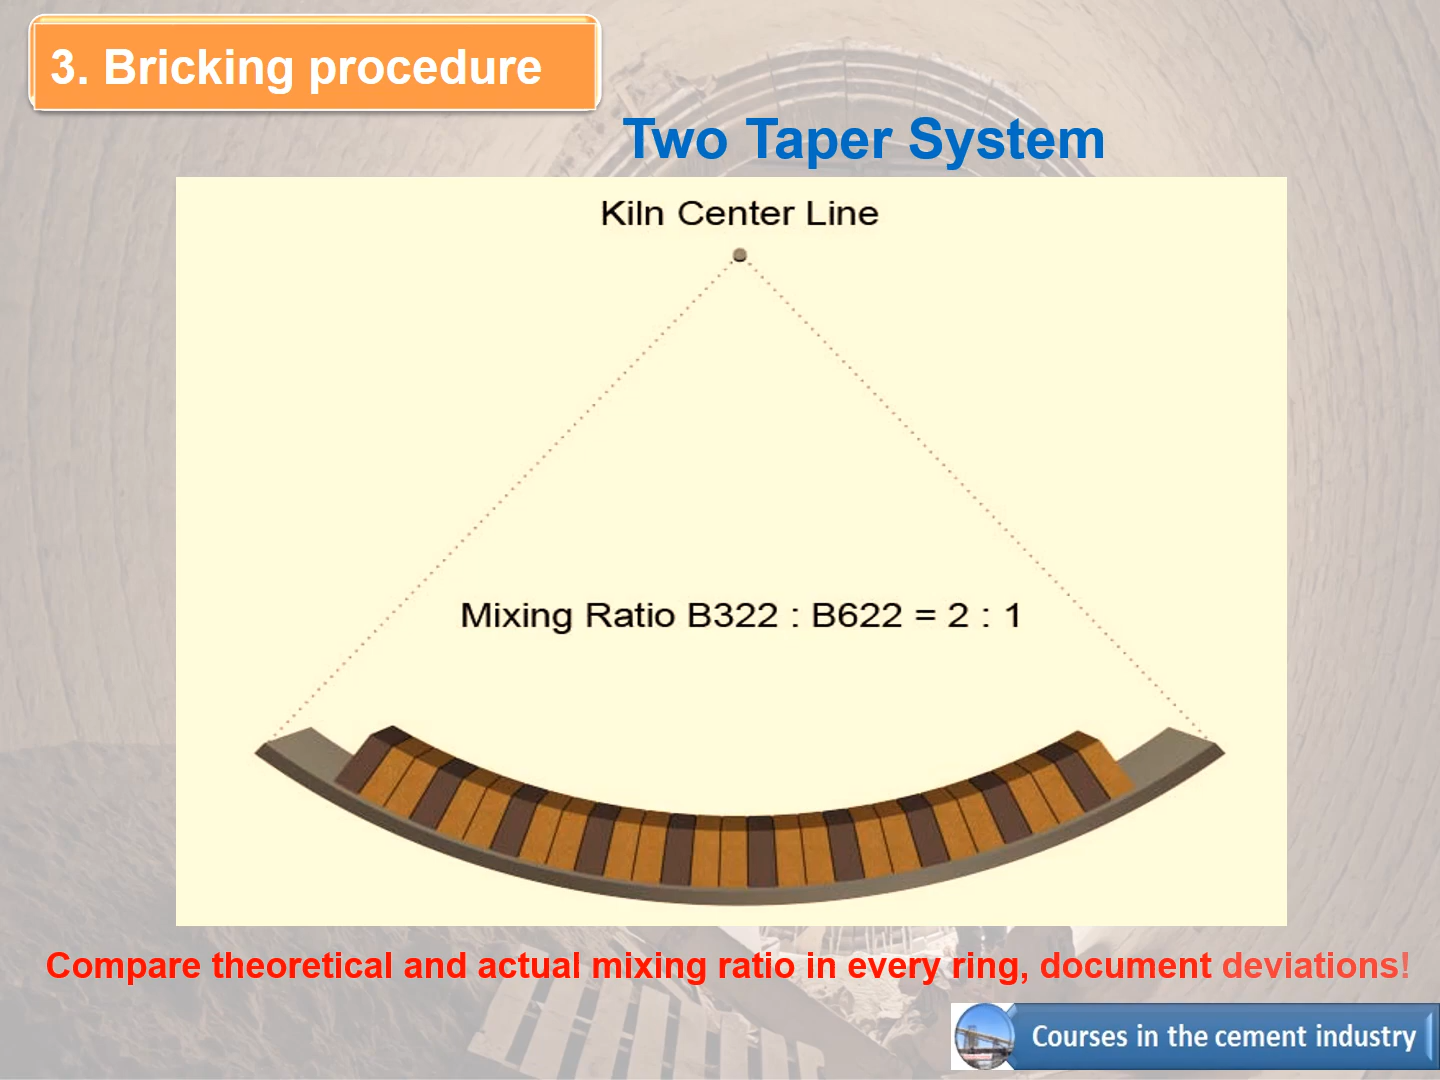 3. Bricking procedure
Two Taper System
Kiln Center Line
Mixing Ratio B322 : B622 = 2 : 1
Compare theoretical and actual mixing ratio in every ring, document deviations!
Courses in the cement industry